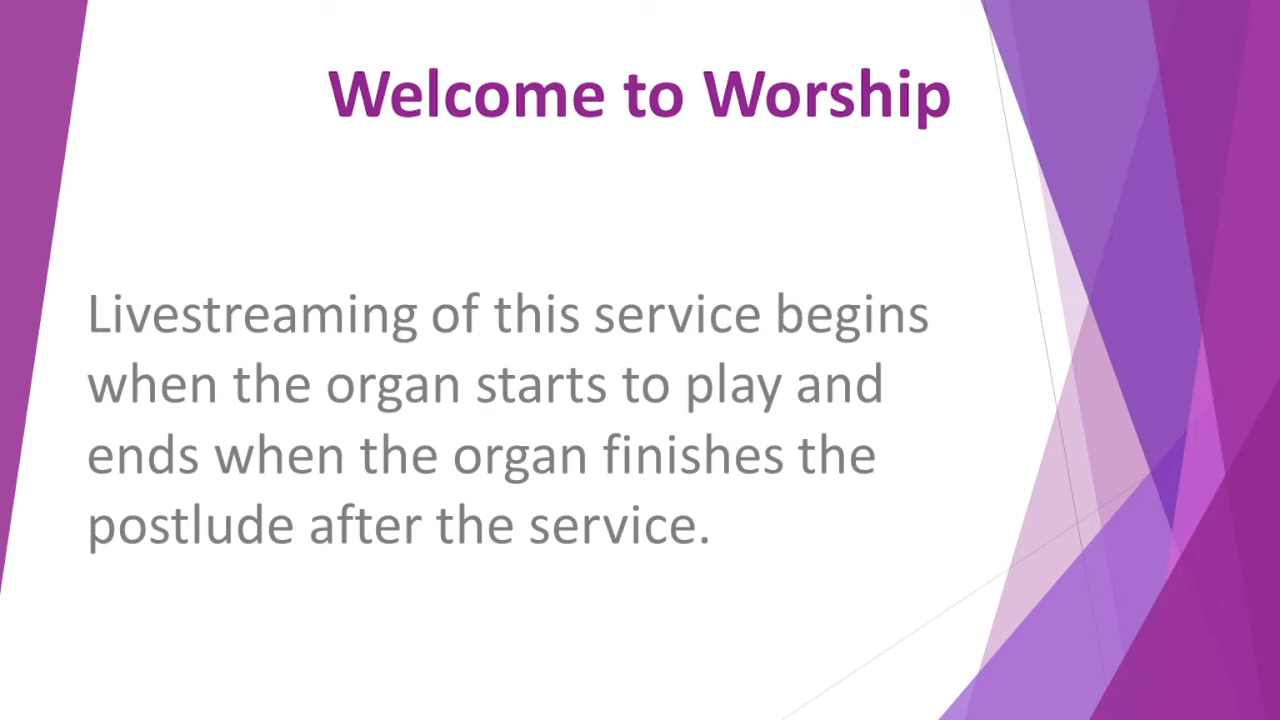 Welcome to Worship
Livestreaming of this service begins
when the organ starts to play and
ends when the organ finishes the
postlude after the service.